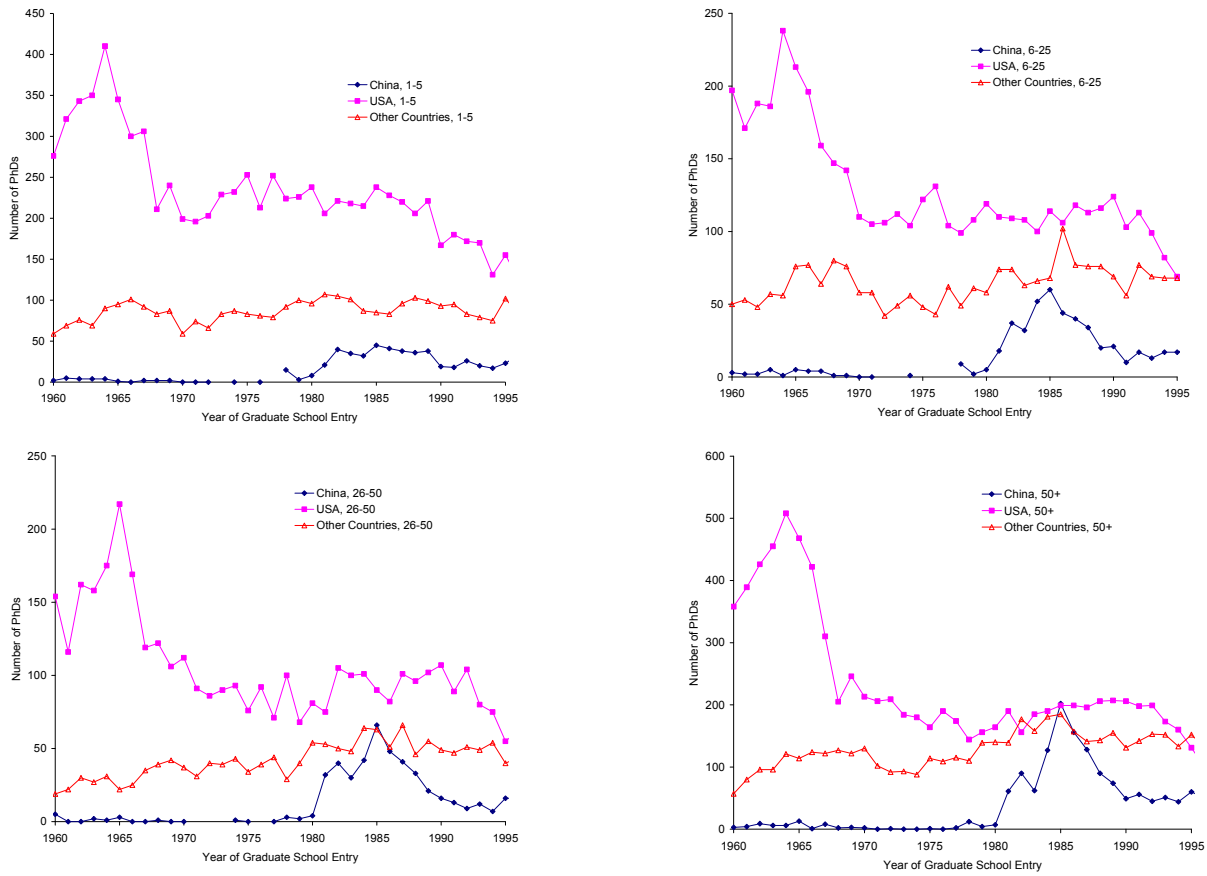 450
400
350
300
250
200
150
100
50
0
Number of PhDs
China, 1-5
USA, 1-5
Other Countries, 1-5
1960 1965 1970 1975 1980 1985 1990 1995
Year of Graduate School Entry
250
200
150
100
50
0
Number of PhDs
China, 6-25
USA, 6-25
Other Countries, 6-25
1960 1965 1970 1975 1980 1985 1990 1995
Year of Graduate School Entry
250
200
150
100
50
0
Number of PhDs
China, 26-50
USA, 26-50
Other Countries, 26-50
1960 1965 1970 1975 1980 1985 1990 1995
Year of Graduate School Entry
600
500
400
300
200
100
0
Number of PhDs
China, 50+
USA, 50+
Other Countries, 50+
1960 1965 1970 1975 1980 1985 1990 1995
Year of Graduate School Entry